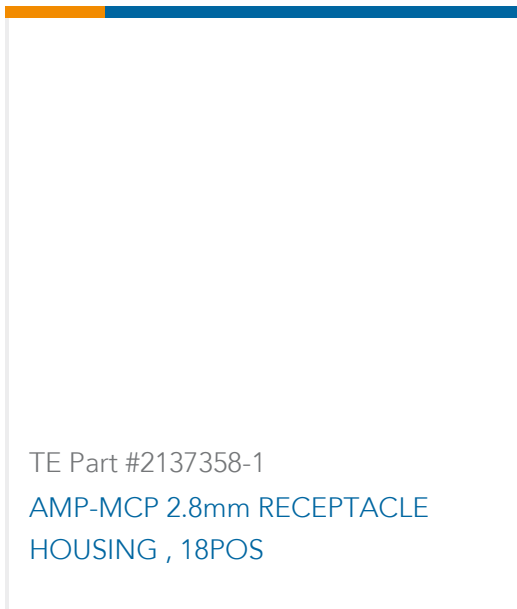 TE Part #2137358-1
AMP-MCP 2.8mm RECEPTACLE
HOUSING , 18POS